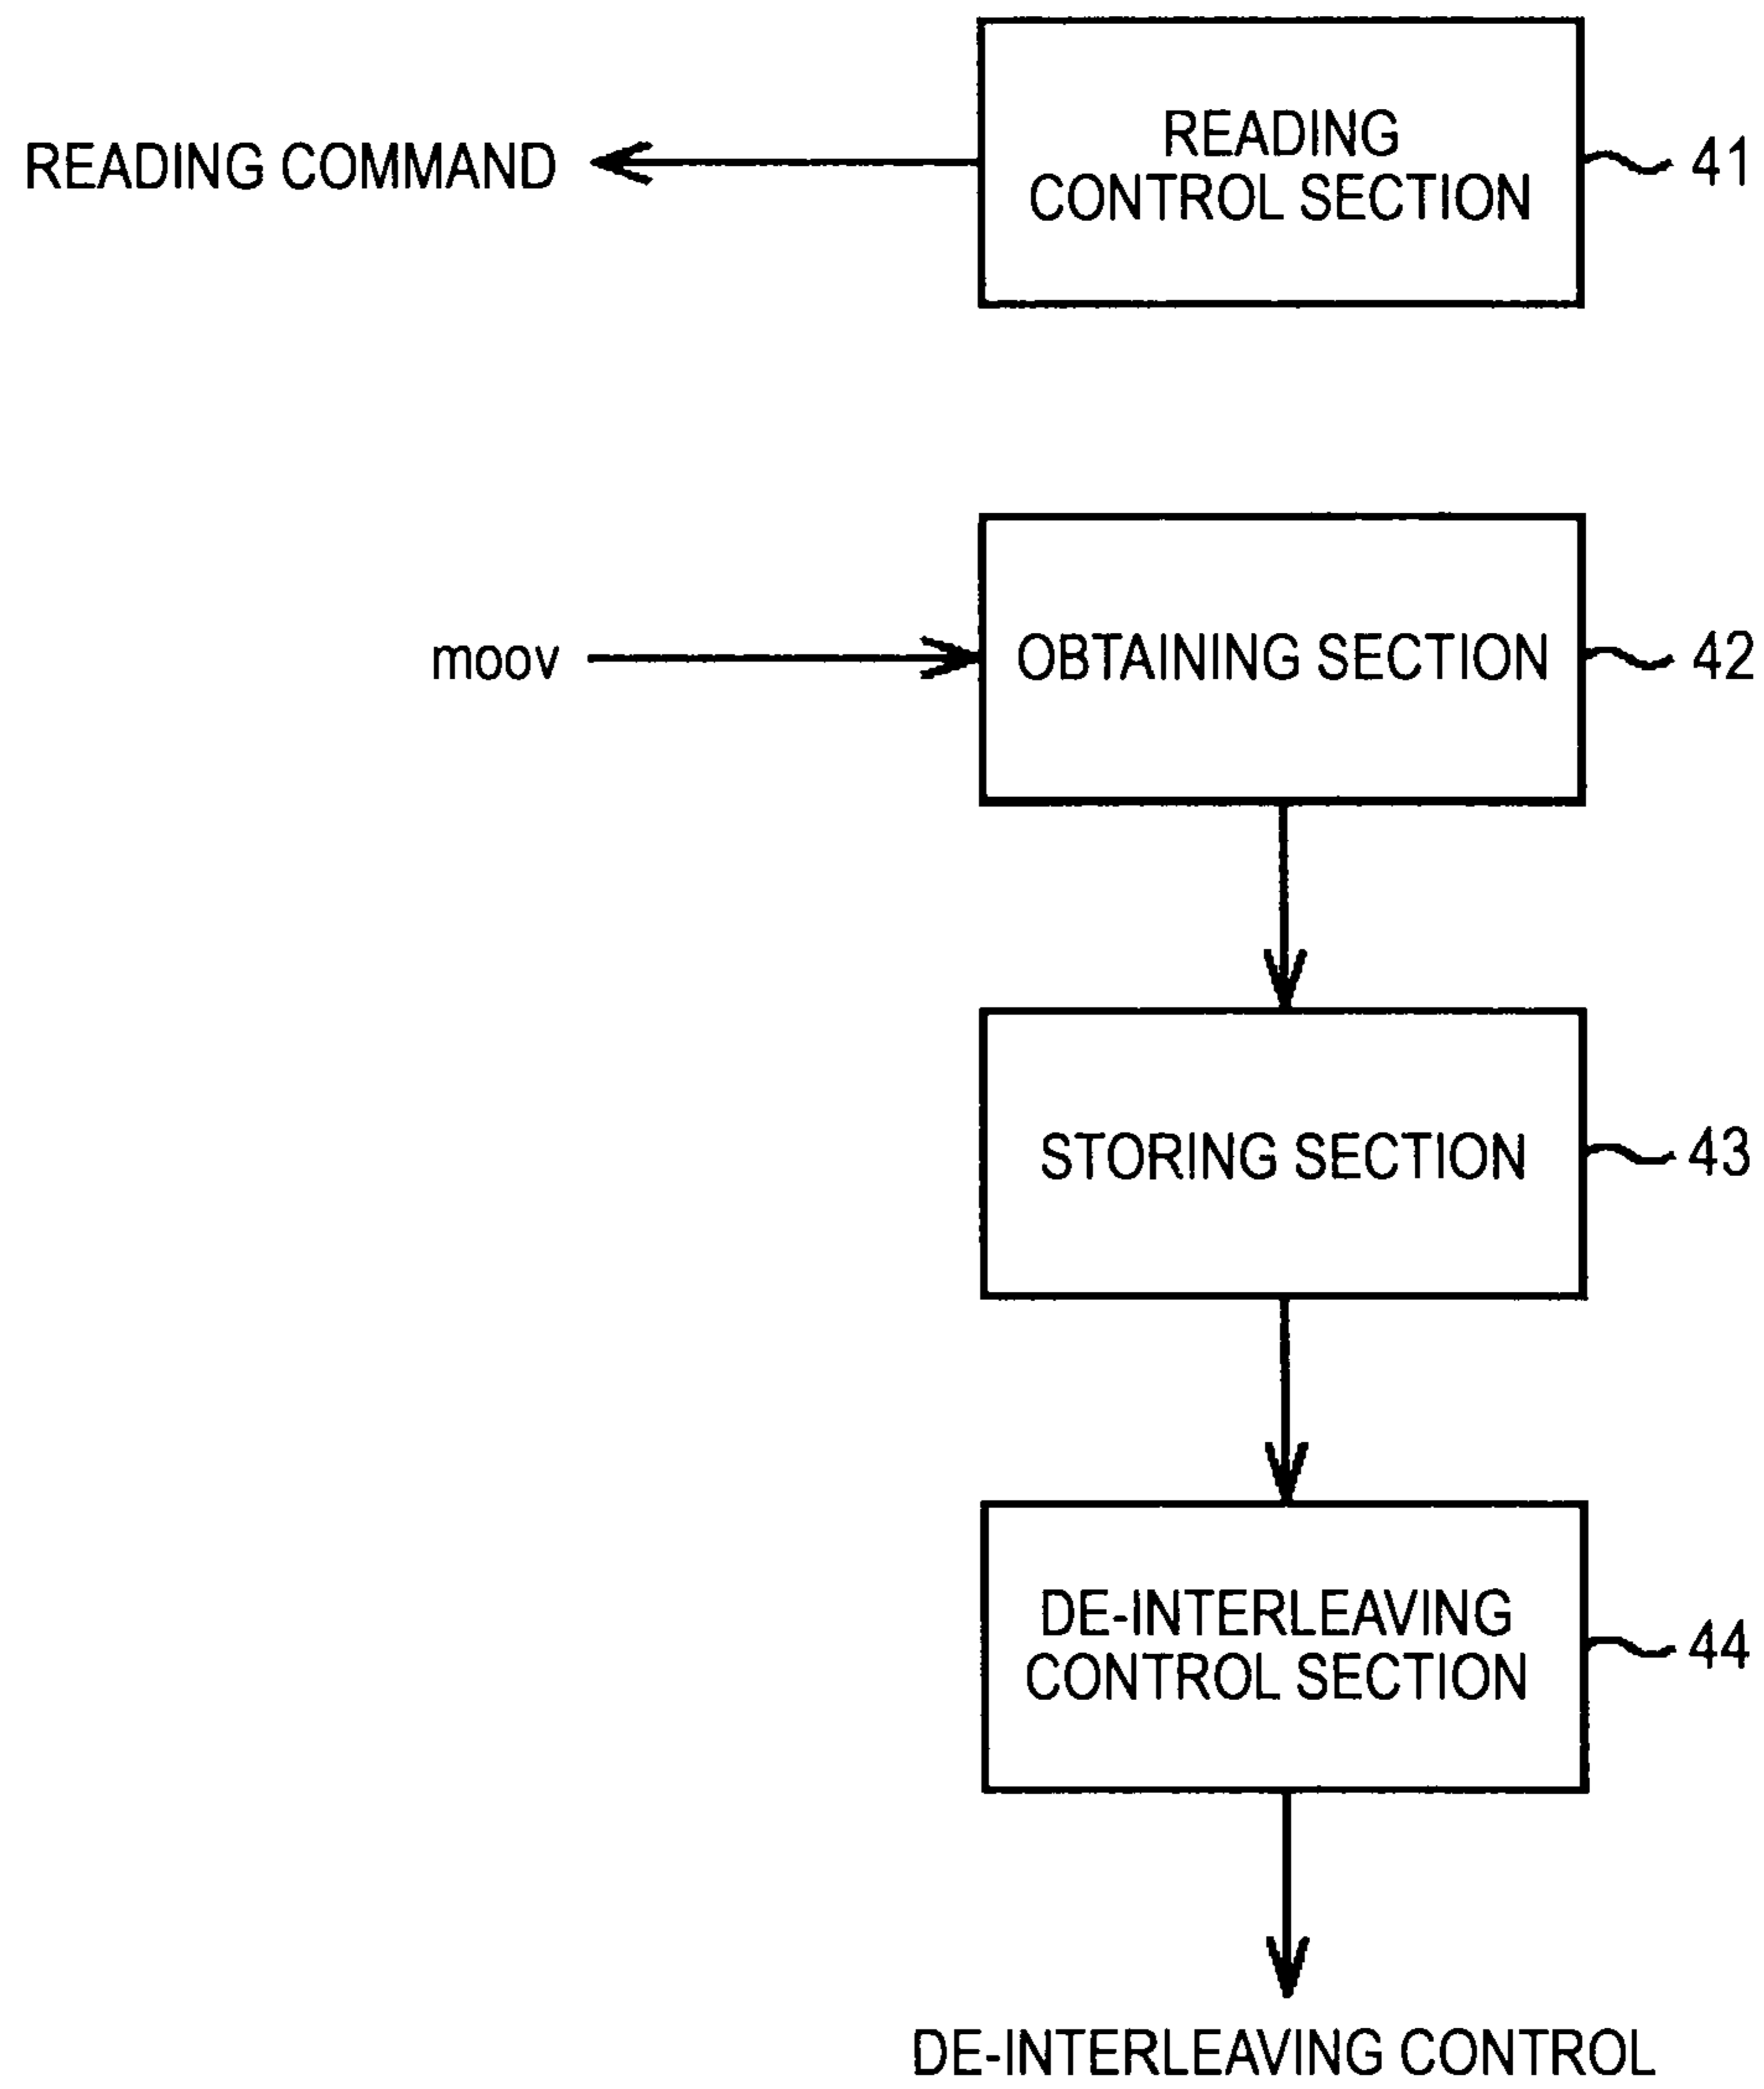 READING
CONTROL SECTION
41
READING COMMAND
moov
OBTAINING SECTION
42
STORING SECTION
43
DE-INTERLEAVING
CONTROL SECTION
44
DE-INTERLEAVING CONTROL